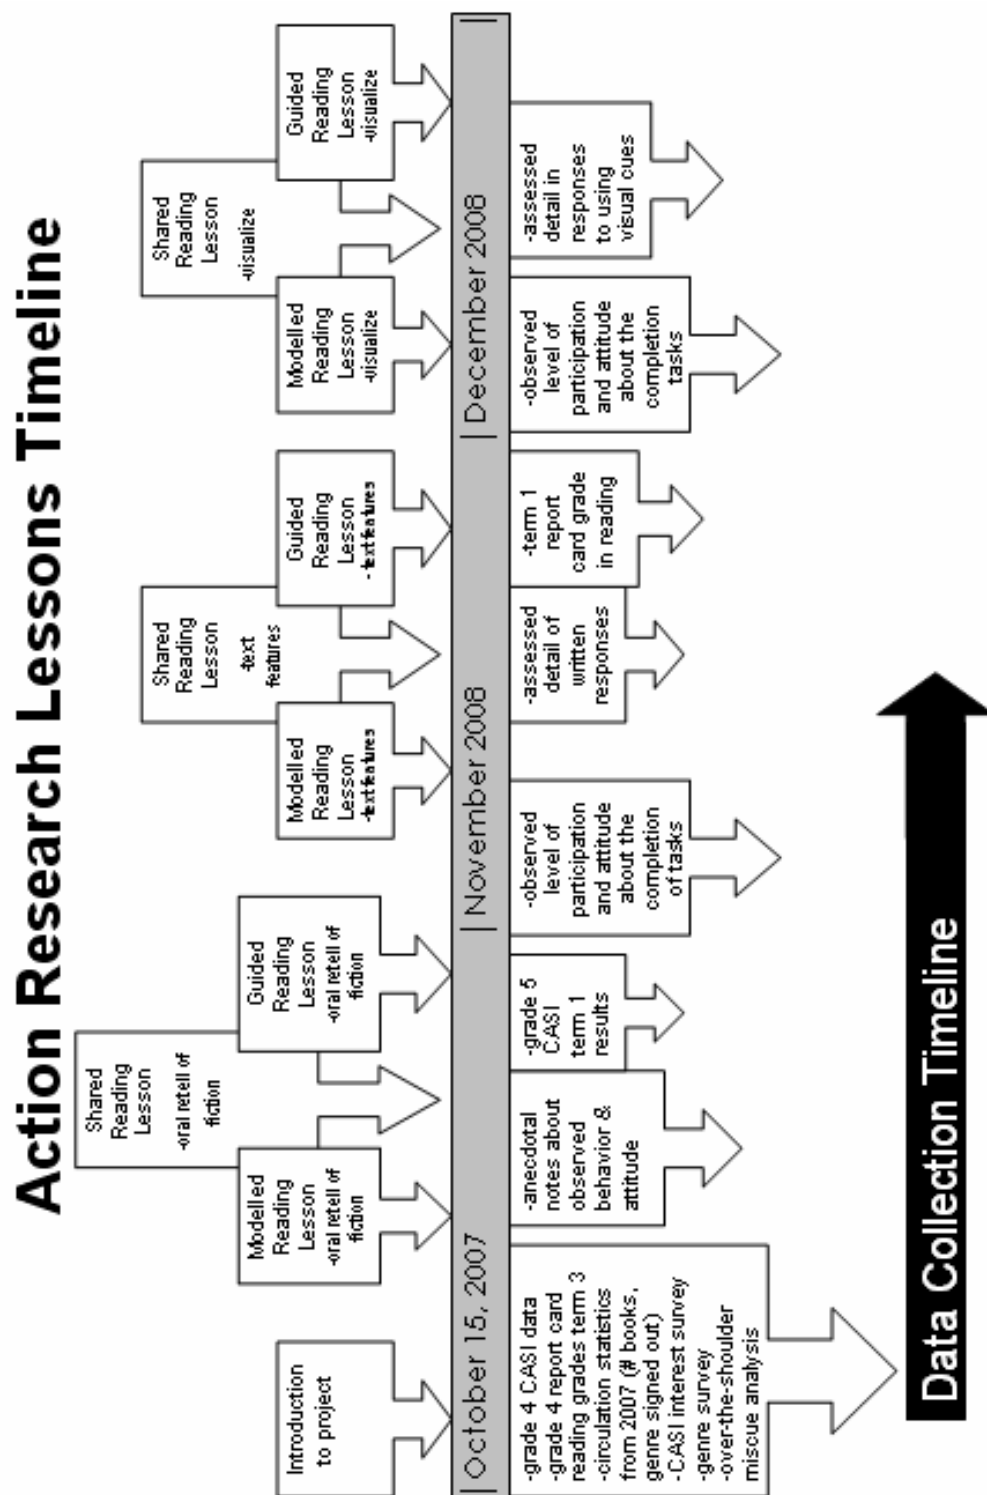 Action Research Lessons Timeline
Introduction
to project
Modelled
Reading
Lesson
-oral retell of
fiction
Shared
Reading
Lesson
-oral retell of
fiction
Guided
Reading
Lesson
-oral retell of
fiction
Modelled
Reading
Lesson
-text features
Shared
Reading
Lesson
-text
features
Guided
Reading
Lesson
- text features
Modelled
Reading
Lesson
-visualize
Shared
Reading
Lesson
-visualize
Guided
Reading
Lesson
-visualize
| October 15, 2007 | November 2008 | December 2008 |
-grade 4 CASI data
-grade 4 report card
reading grades term 3
-circulation statistics
from 2007 (# books,
genre signed out)
-CASI interest survey
-genre survey
-over-the-shoulder
miscue analysis
-anecdotal
notes about
observed
behavior &
attitude
-grade 5
CASI
term 1
results
-observed
level of
participation
and attitude
about the
completion
of tasks
-assessed
detail of
written
responses
-term 1
report
card grade
in reading
-observed
level of
participation
and attitude
about the
completion
tasks
-assessed
detail in
responses
to using
visual cues
Data Collection Timeline